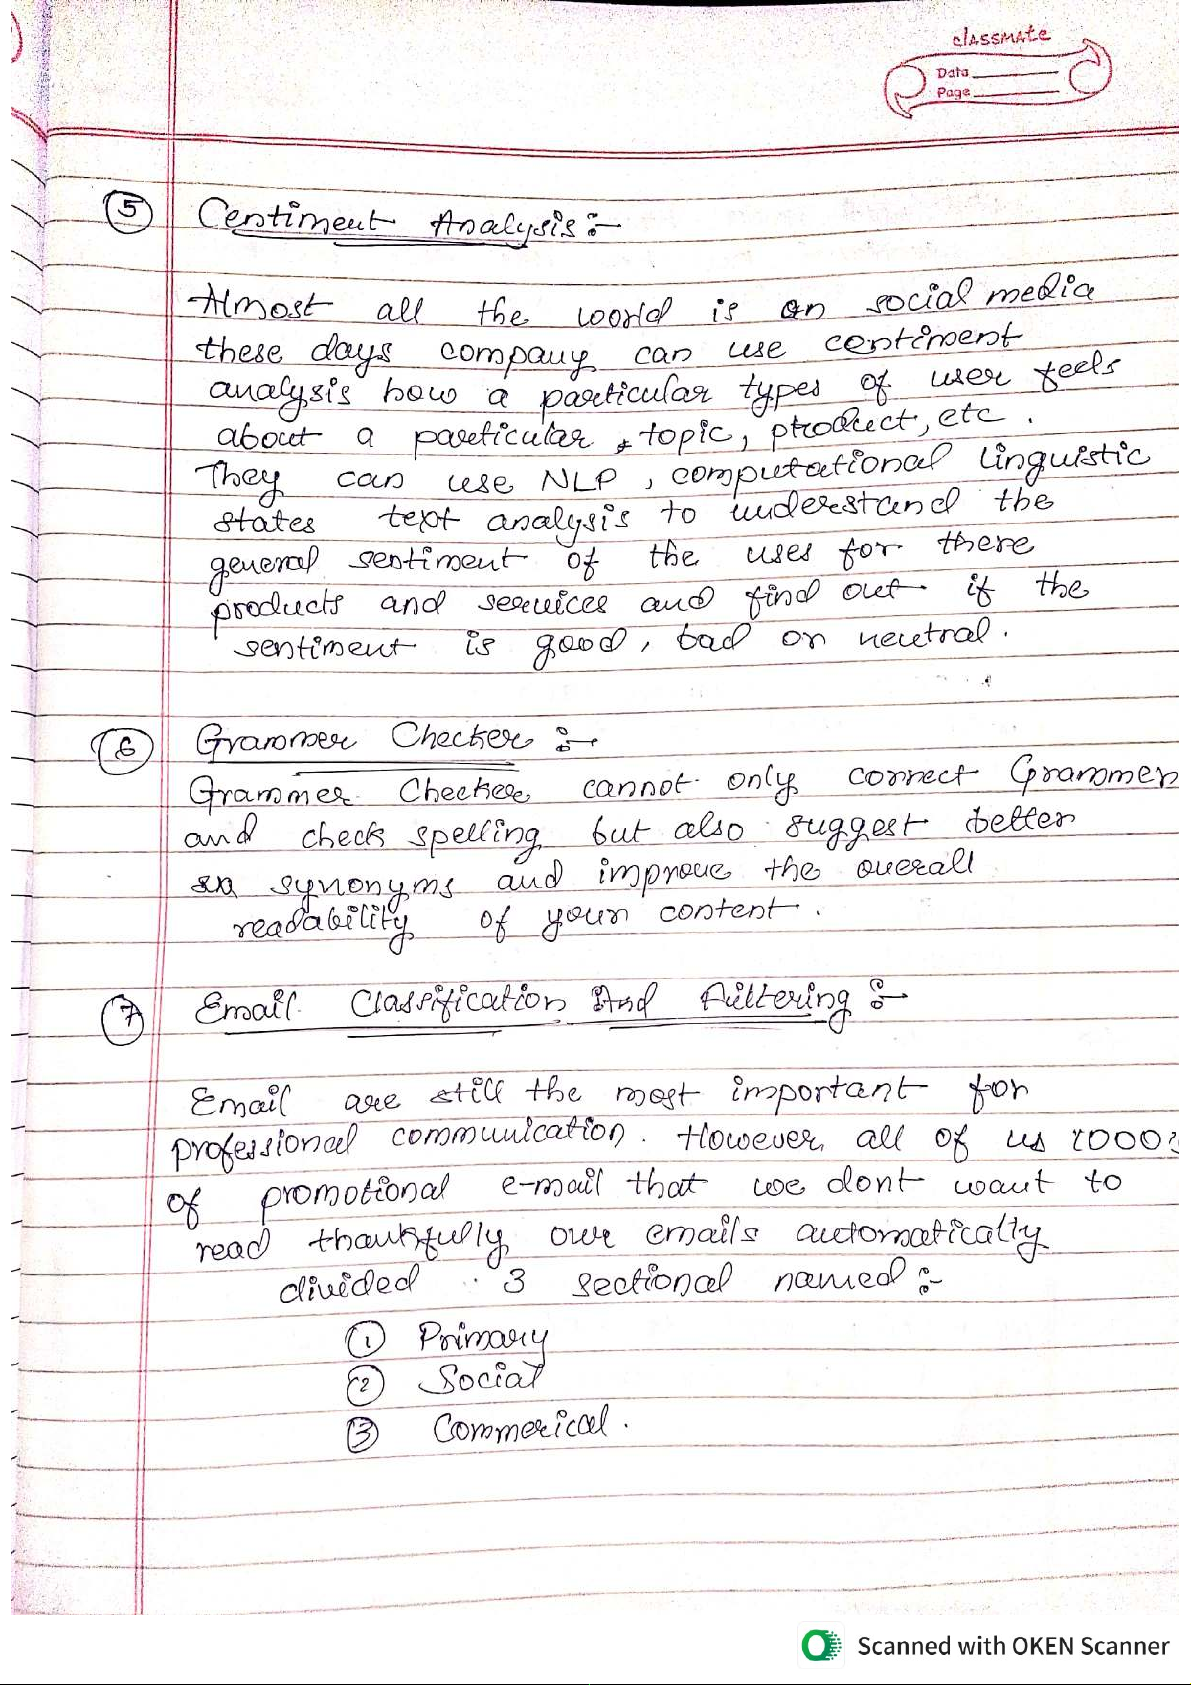 classmate
Date
Page
5 Centiment Analysis :-
Almost all the world is on social media
these days company can use centiment
analysis how a particular types of user feels
about a particular topic, product, etc.
They can use NLP, computational linguistic
states text analysis to understand the
general sentiment of the uses for there
products and services and find out if the
sentiment is good, bad or neutral.
6 Grammer Checker :-
Grammer Checker cannot only correct Grammer
and check spelling but also suggest better
synonyms and improve the overall
readability of your content.
7 Email Classification And Filtering :-
Email are still the most important for
professional communication. However all of us 1000s
of promotional e-mail that we dont want to
read thankfully our emails automatically
divided 3 sectional named :-
1 Primary
2 Social
3 Commerical.
Scanned with OKEN Scanner